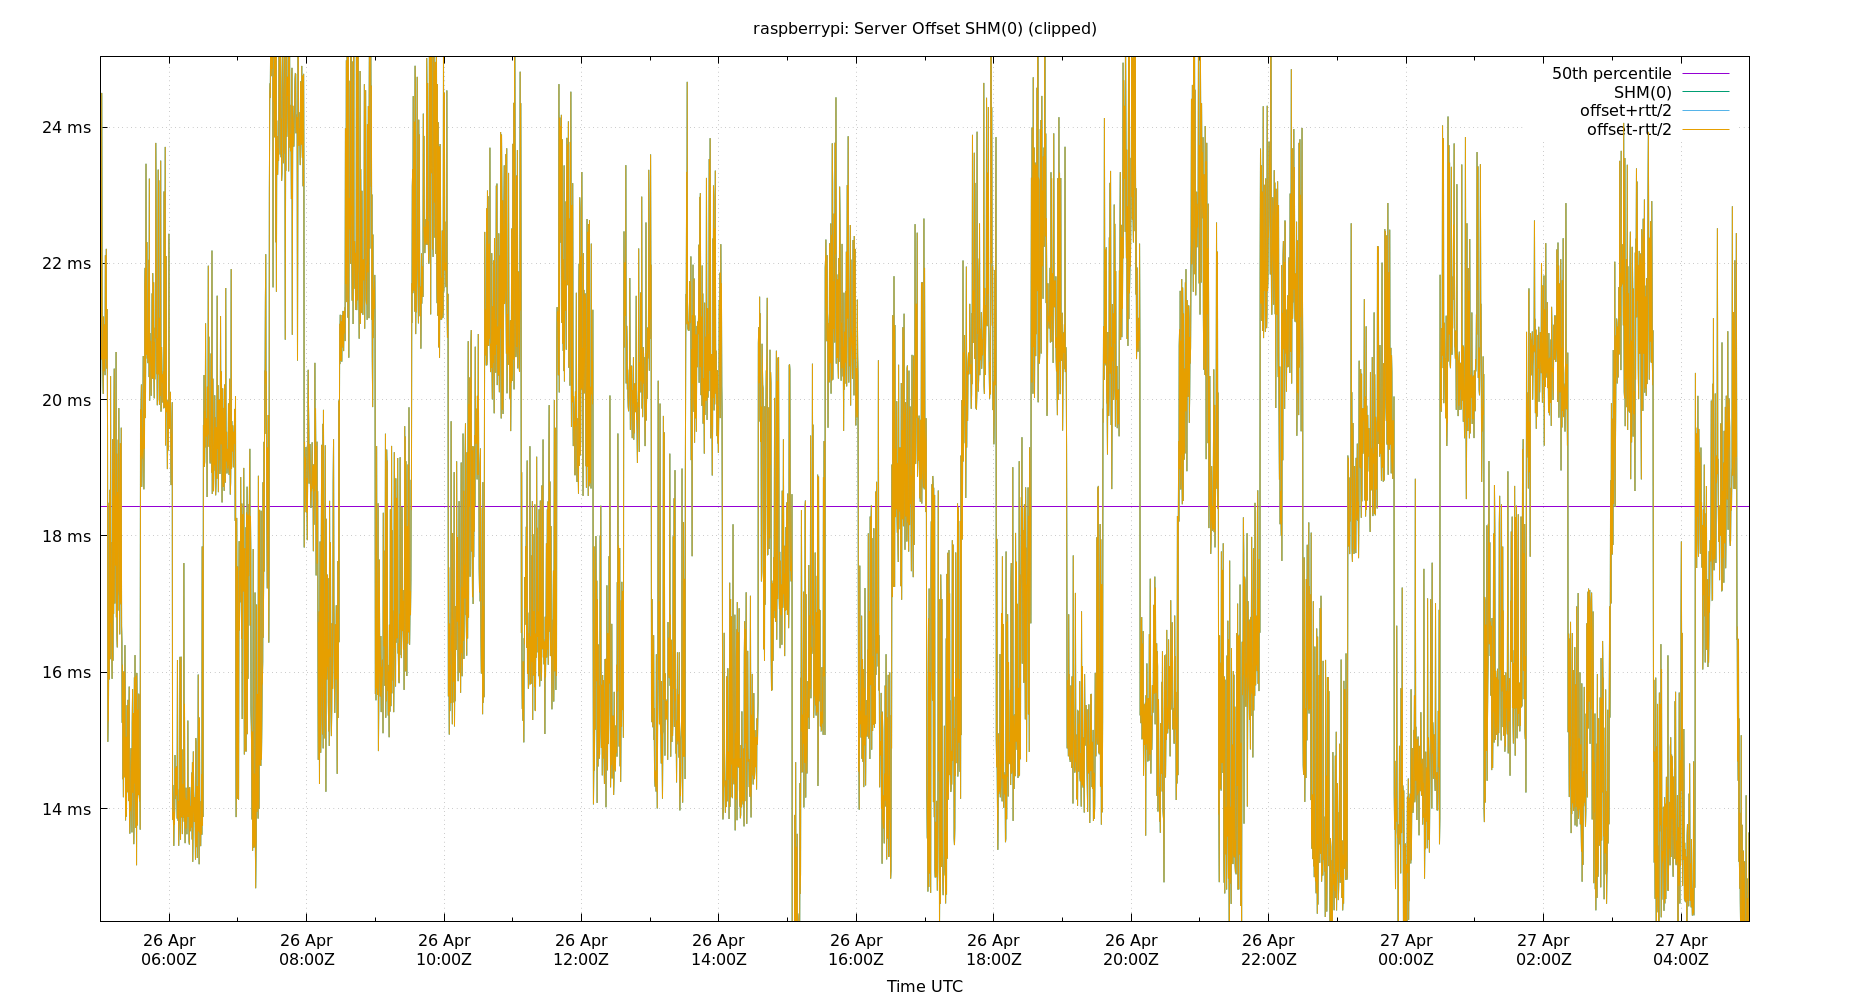 raspberrypi: Server Offset SHM(0) (clipped)
50th percentile
SHM(0)
offset+rtt/2
offset-rtt/2
24 ms
22 ms
20 ms
18 ms
16 ms
14 ms
26 Apr 26 Apr 26 Apr 26 Apr 26 Apr 26 Apr 26 Apr 26 Apr 26 Apr 27 Apr 27 Apr 27 Apr
06:00Z 08:00Z 10:00Z 12:00Z 14:00Z 16:00Z 18:00Z 20:00Z 22:00Z 00:00Z 02:00Z 04:00Z
Time UTC